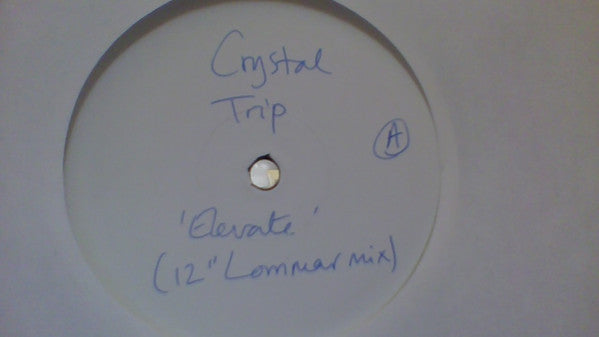 Crystal
Trip
A
'Elevate'
(12" Lommar mix)